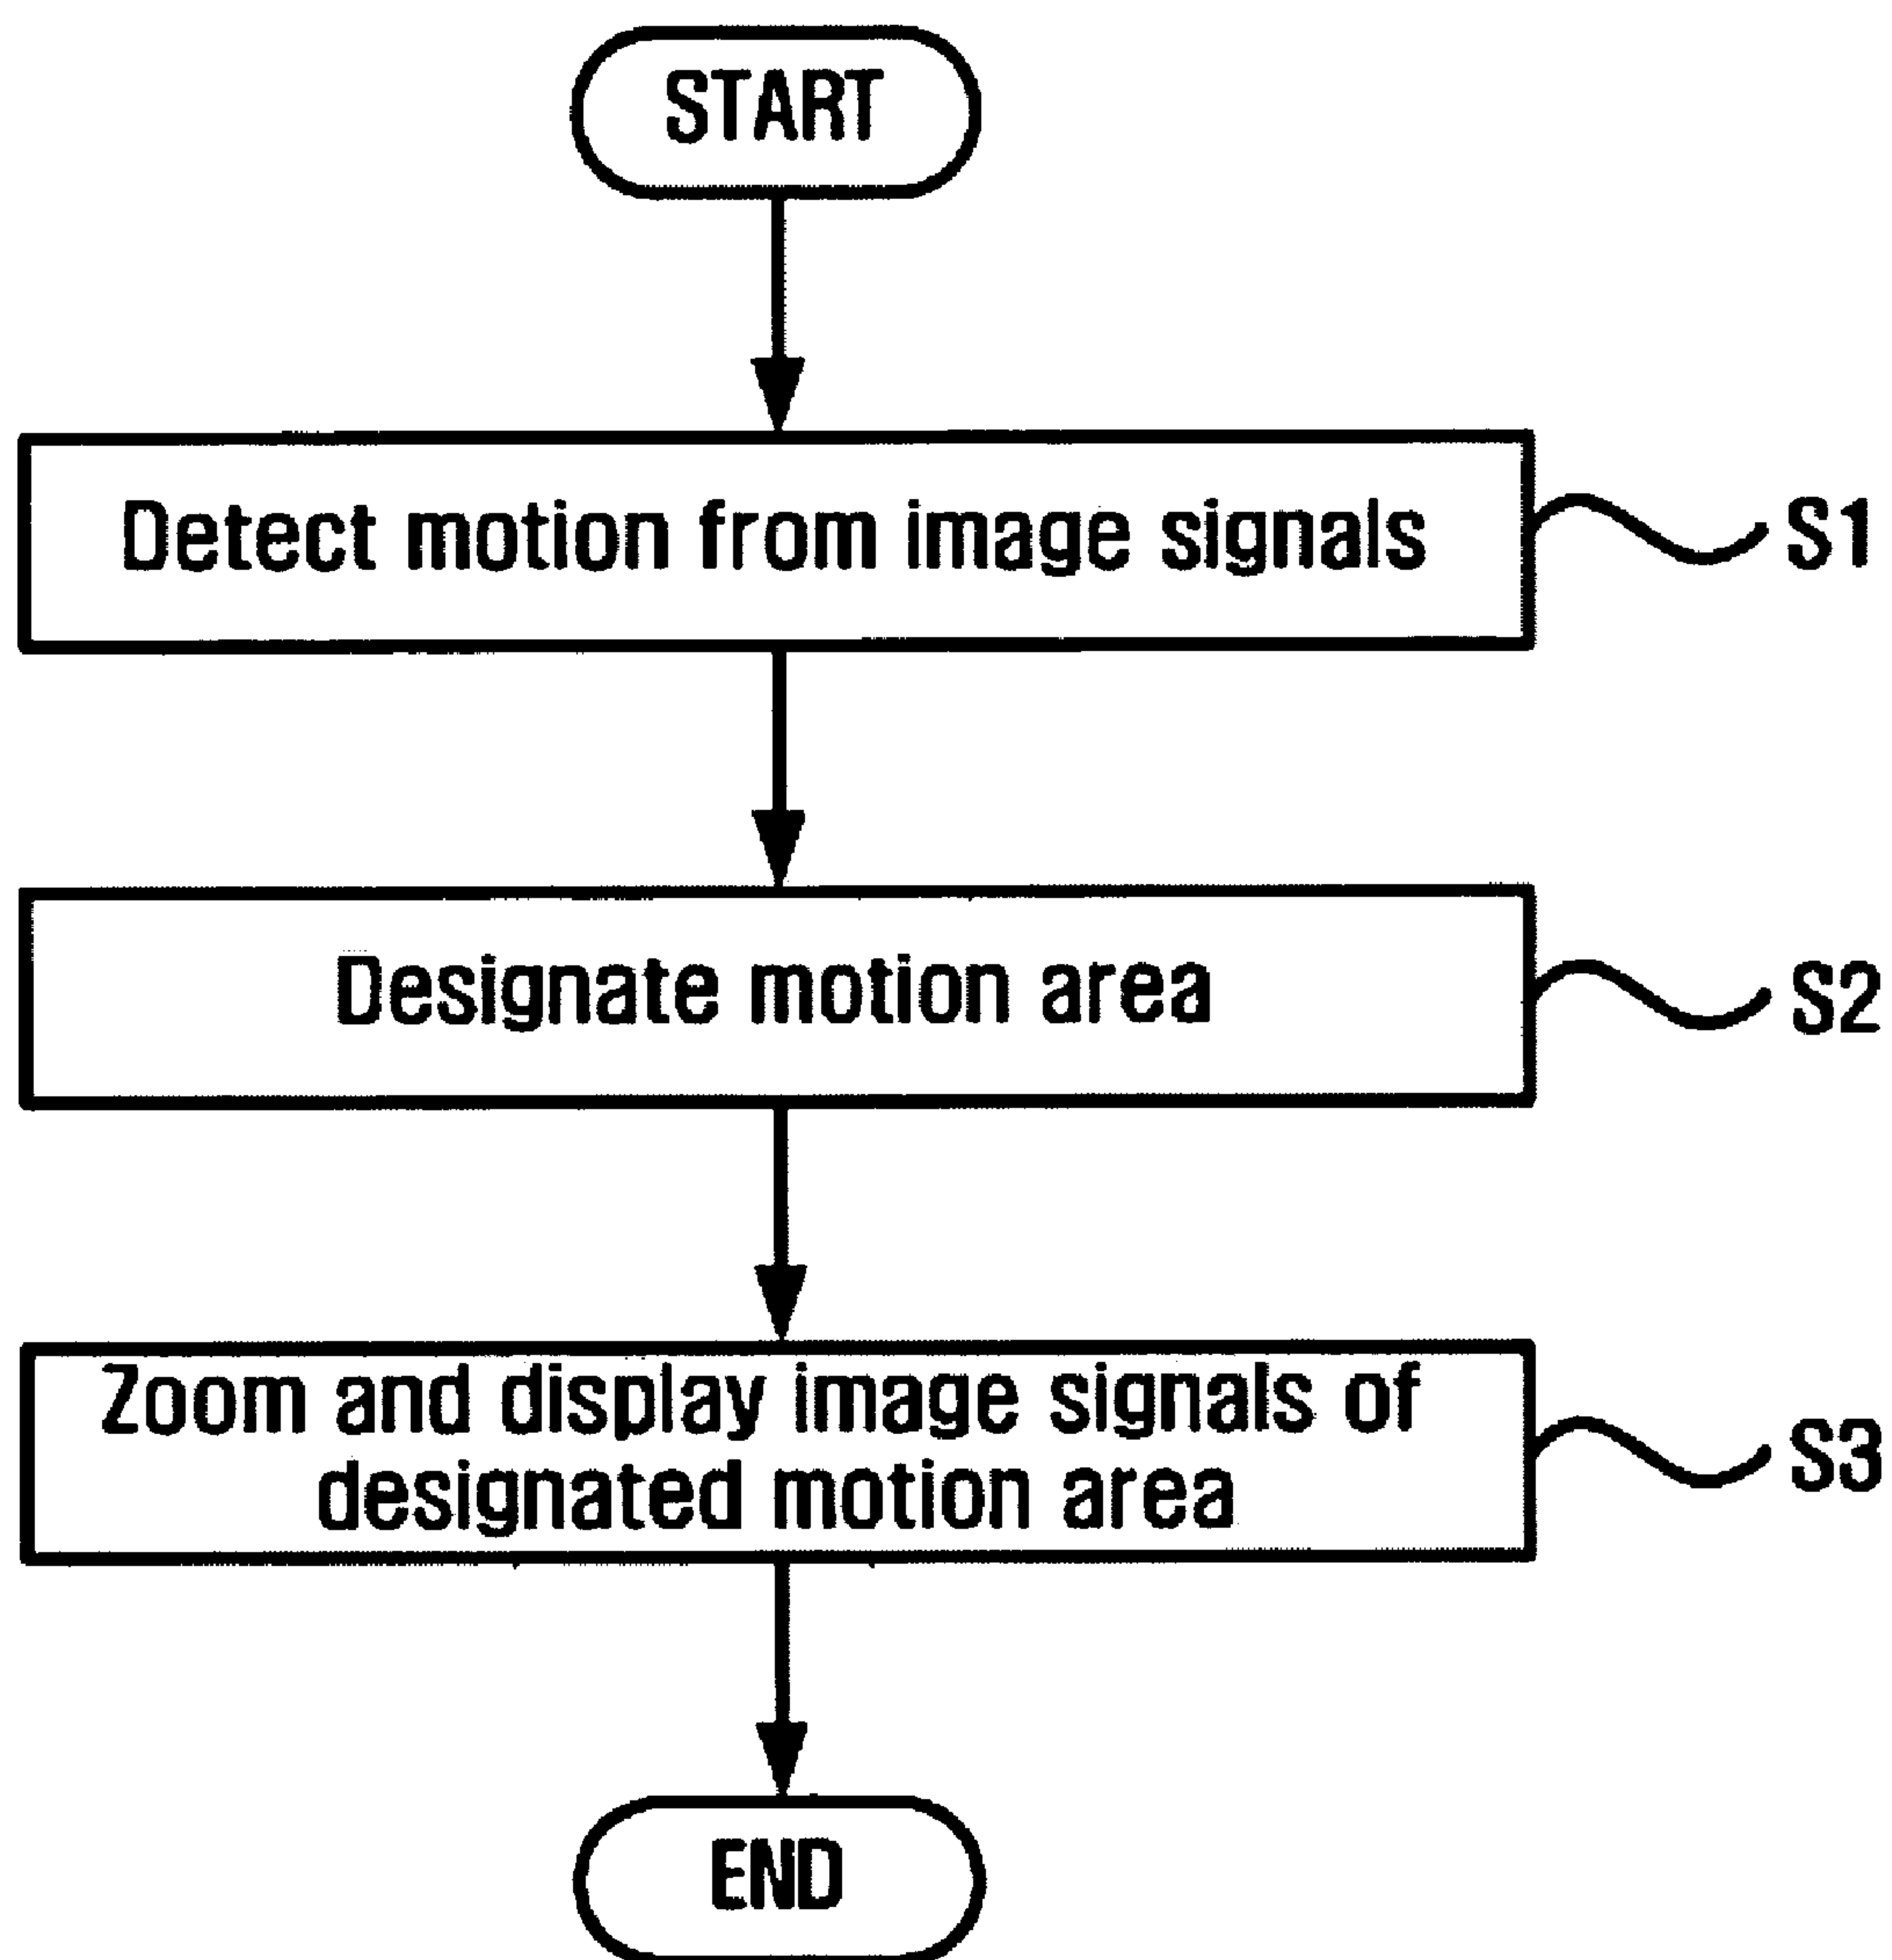 START
Detect motion from image signals
S1
Designate motion area
S2
Zoom and display image signals of
designated motion area
S3
END